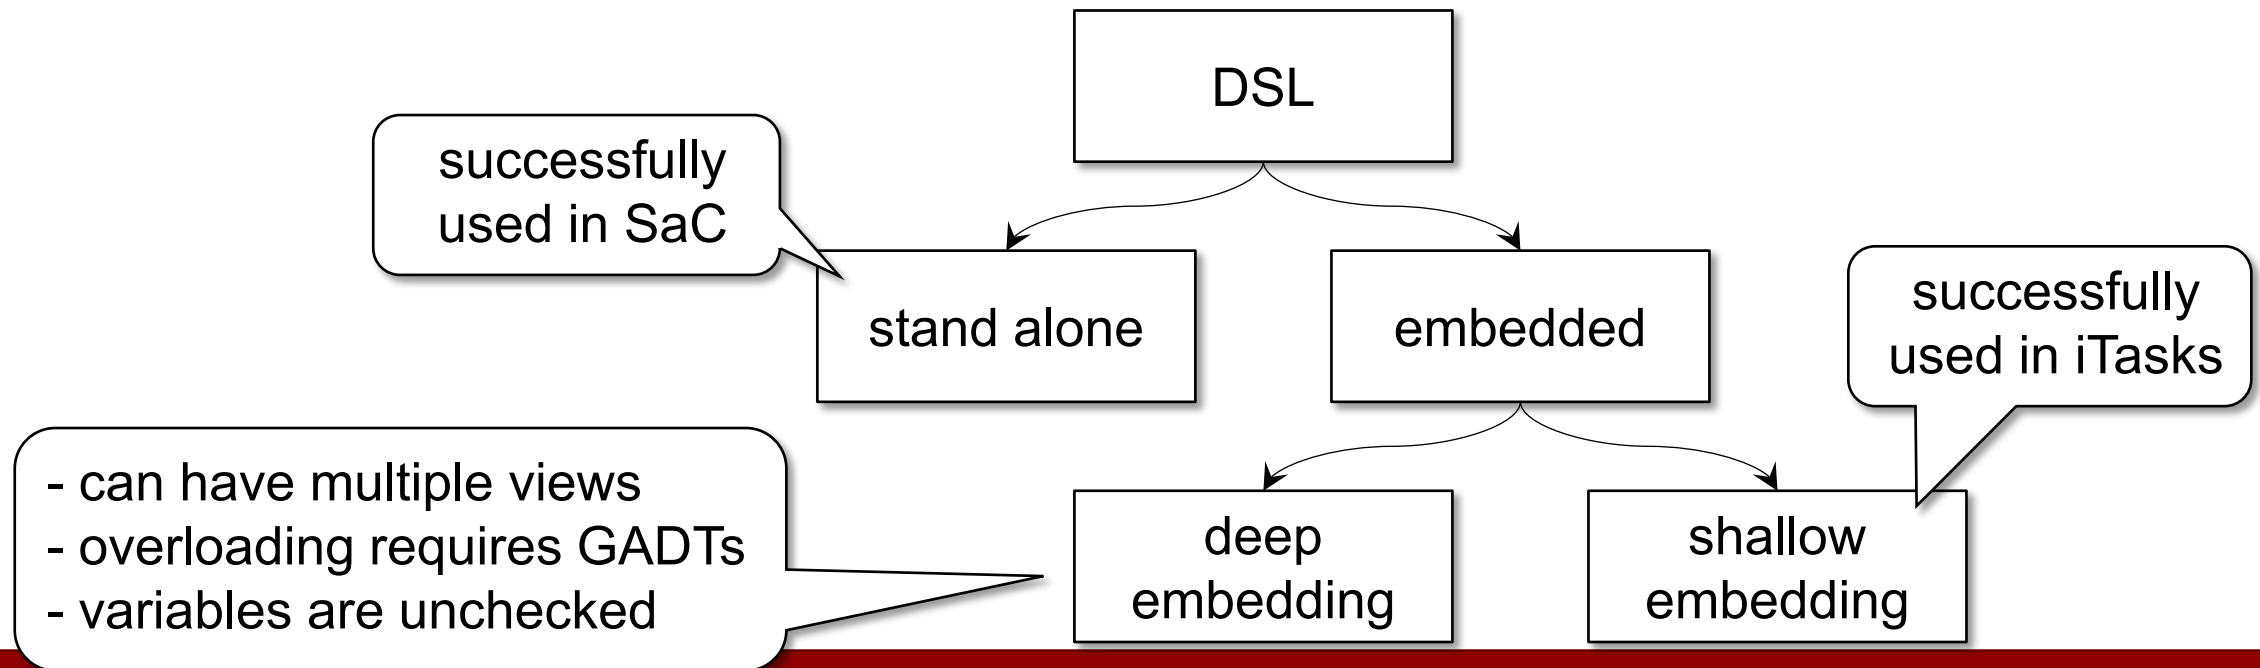 DSL
successfully
used in SaC
stand alone
embedded
successfully
used in iTasks
- can have multiple views
- overloading requires GADTs
- variables are unchecked
deep
embedding
shallow
embedding